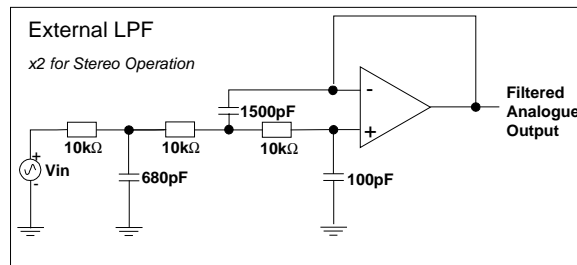 External LPF
x2 for Stereo Operation
-
Filtered
Analogue
Output
1500pF
+
10kΩ
10kΩ
10kΩ
+
Vin
-
680pF
100pF